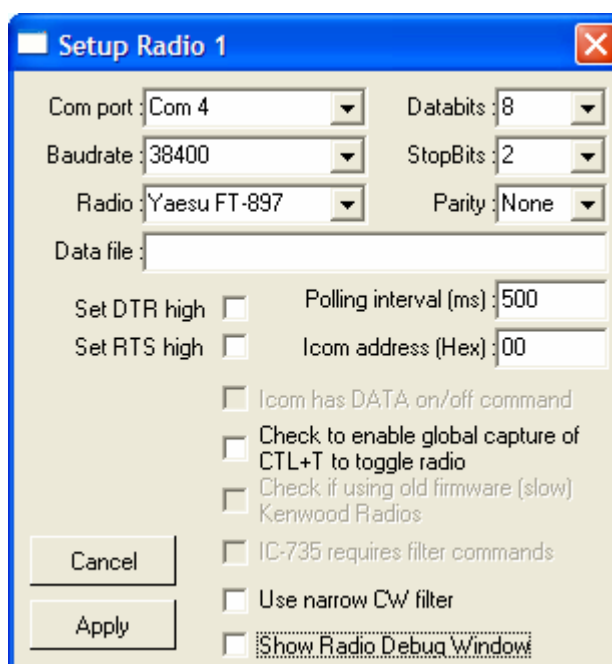 Setup Radio 1
Com port : Com 4 Databits : 8
Baudrate : 38400 StopBits : 2
Radio : Yaesu FT-897 Parity : None
Data file :
Set DTR high Polling interval (ms) : 500
Set RTS high Icom address (Hex) : 00
Icom has DATA on/off command
Check to enable global capture of
CTL+T to toggle radio
Check if using old firmware (slow)
Kenwood Radios
IC-735 requires filter commands
Cancel
Use narrow CW filter
Apply
Show Radio Debug Window